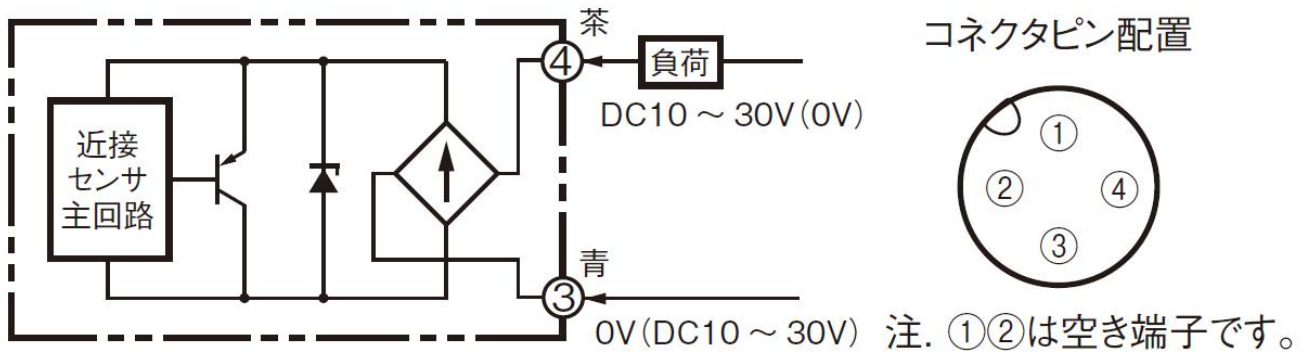 茶
④
負荷
DC10 ～ 30V(0V)
近接
センサ
主回路
青
③
0V(DC10 ～ 30V)
コネクタピン配置
①
②
④
③
注. ①②は空き端子です。